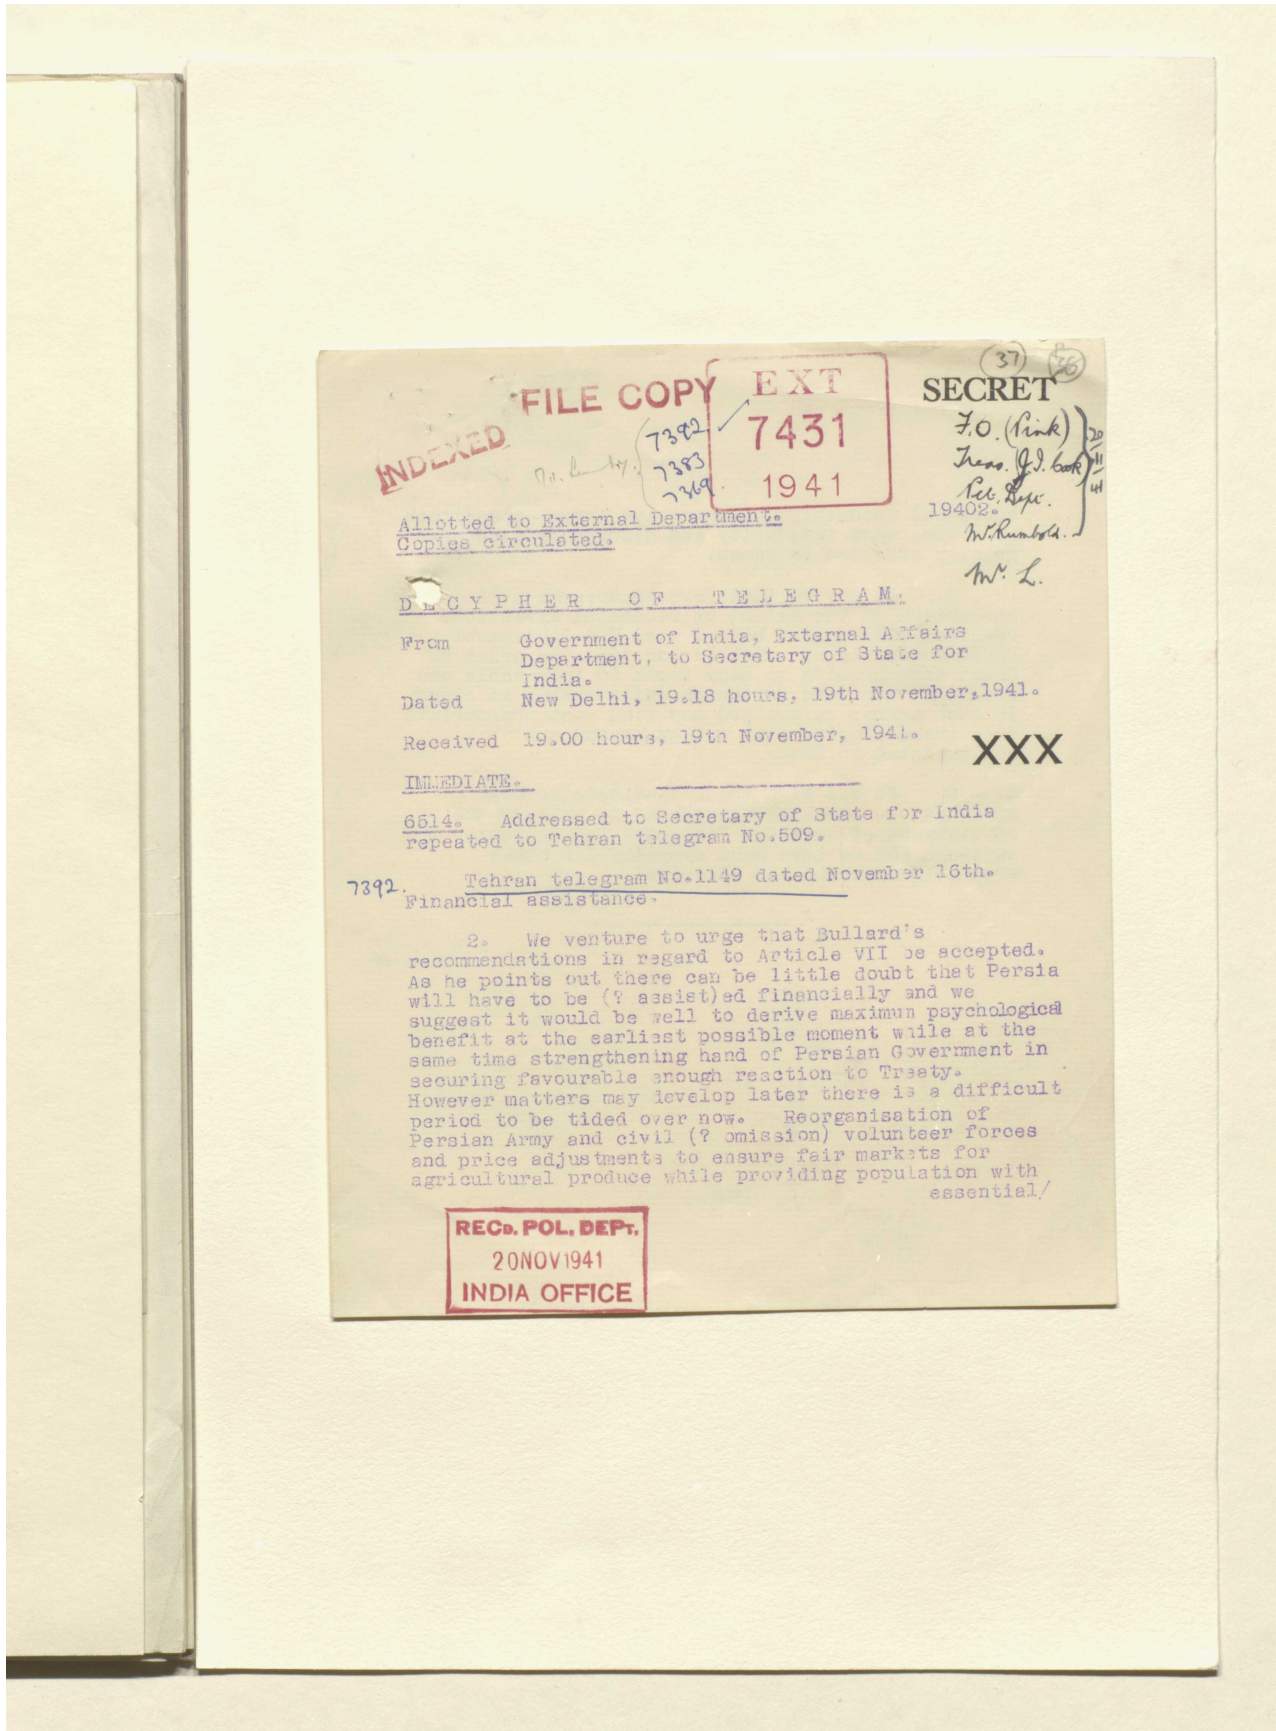 37 36
FILE COPY
EXT
7431
1941
SECRET
INDEXED
7392
7383
7369
F.O. (Pink)
Treas. (J.I. Cook)
Pet. Dept.
Mr. Rumbold.
20
11
41
Mr. L.
19402.
Allotted to External Department.
Copies circulated.
DECYPHER OF TELEGRAM.
From Government of India, External Affairs
Department, to Secretary of State for
India.
Dated New Delhi, 19.18 hours, 19th November,1941.
Received 19.00 hours, 19th November, 1941.
XXX
IMMEDIATE.
6514. Addressed to Secretary of State for India
repeated to Tehran telegram No.509.
7392. Tehran telegram No.1149 dated November 16th.
Financial assistance.
2. We venture to urge that Bullard's
recommendations in regard to Article VII be accepted.
As he points out there can be little doubt that Persia
will have to be (? assist)ed financially and we
suggest it would be well to derive maximun psychological
benefit at the earliest possible moment while at the
same time strengthening hand of Persian Government in
securing favourable enough reaction to Treaty.
However matters may develop later there is a difficult
period to be tided over now. Reorganisation of
Persian Army and civil (? omission) volunteer forces
and price adjustments to ensure fair markets for
agricultural produce while providing population with
essential/
RECD. POL. DEPT.
20NOV1941
INDIA OFFICE